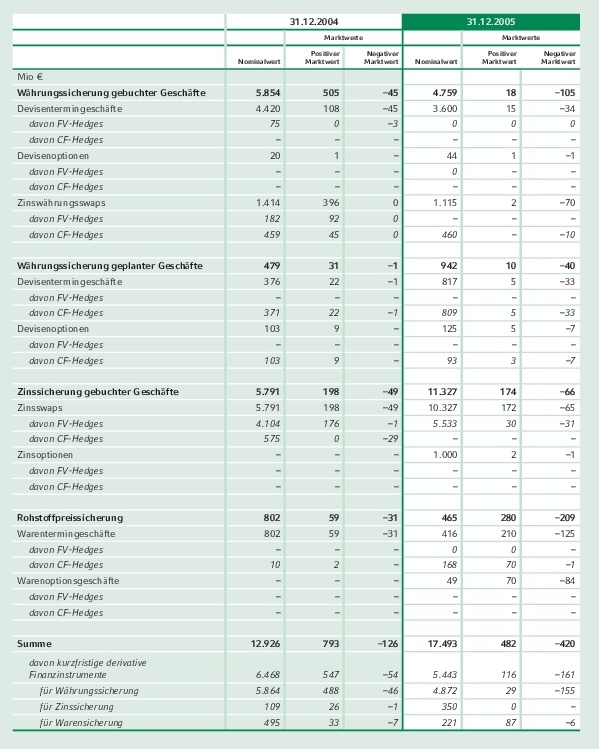 31.12.2004 31.12.2005
Marktwerte Marktwerte
Nominalwert Positiver Marktwert Negativer Marktwert Nominalwert Positiver Marktwert Negativer Marktwert
Mio €
Währungssicherung gebuchter Geschäfte 5.854 505 –45 4.759 18 –105
Devisentermingeschäfte 4.420 108 –45 3.600 15 –34
davon FV-Hedges 75 0 –3 0 0 0
davon CF-Hedges – – – – – –
Devisenoptionen 20 1 – 44 1 –1
davon FV-Hedges – – – 0 – –
davon CF-Hedges – – – – – –
Zinswährungsswaps 1.414 396 0 1.115 2 –70
davon FV-Hedges 182 92 0 – – –
davon CF-Hedges 459 45 0 460 – –10
Währungssicherung geplanter Geschäfte 479 31 –1 942 10 –40
Devisentermingeschäfte 376 22 –1 817 5 –33
davon FV-Hedges – – – – – –
davon CF-Hedges 371 22 –1 809 5 –33
Devisenoptionen 103 9 – 125 5 –7
davon FV-Hedges – – – – – –
davon CF-Hedges 103 9 – 93 3 –7
Zinssicherung gebuchter Geschäfte 5.791 198 –49 11.327 174 –66
Zinsswaps 5.791 198 –49 10.327 172 –65
davon FV-Hedges 4.104 176 –1 5.533 30 –31
davon CF-Hedges 575 0 –29 – – –
Zinsoptionen – – – 1.000 2 –1
davon FV-Hedges – – – – – –
davon CF-Hedges – – – – – –
Rohstoffpreissicherung 802 59 –31 465 280 –209
Warentermingeschäfte 802 59 –31 416 210 –125
davon FV-Hedges – – – 0 0 –
davon CF-Hedges 10 2 – 168 70 –1
Warenoptionsgeschäfte – – – 49 70 –84
davon FV-Hedges – – – – – –
davon CF-Hedges – – – – – –
Summe 12.926 793 –126 17.493 482 –420
davon kurzfristige derivative
Finanzinstrumente 6.468 547 –54 5.443 116 –161
für Währungssicherung 5.864 488 –46 4.872 29 –155
für Zinssicherung 109 26 –1 350 0 –
für Warensicherung 495 33 –7 221 87 –6